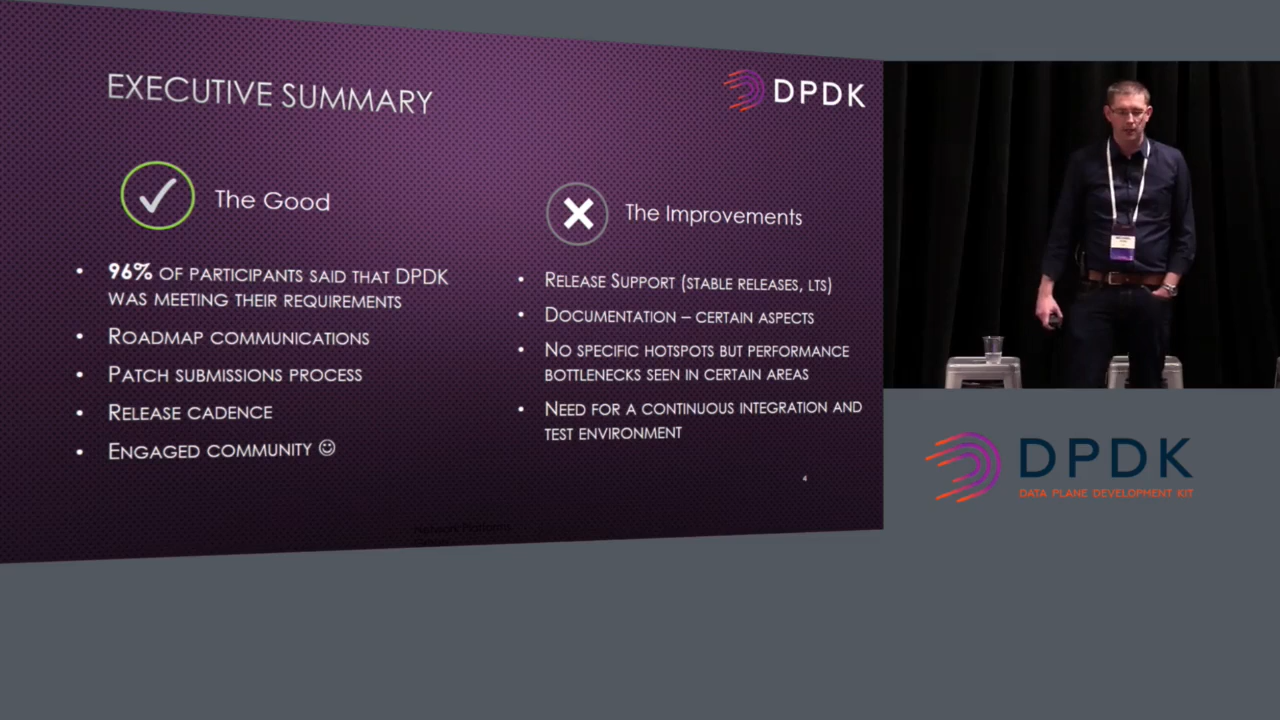 EXECUTIVE SUMMARY
DPDK
The Good
The Improvements
• 96% OF PARTICIPANTS SAID THAT DPDK
WAS MEETING THEIR REQUIREMENTS
• ROADMAP COMMUNICATIONS
• PATCH SUBMISSIONS PROCESS
• RELEASE CADENCE
• ENGAGED COMMUNITY ☺
• RELEASE SUPPORT (STABLE RELEASES, LTS)
• DOCUMENTATION – CERTAIN ASPECTS
• NO SPECIFIC HOTSPOTS BUT PERFORMANCE
BOTTLENECKS SEEN IN CERTAIN AREAS
• NEED FOR A CONTINUOUS INTEGRATION AND
TEST ENVIRONMENT
4
Network Platforms
DPDK
DATA PLANE DEVELOPMENT KIT